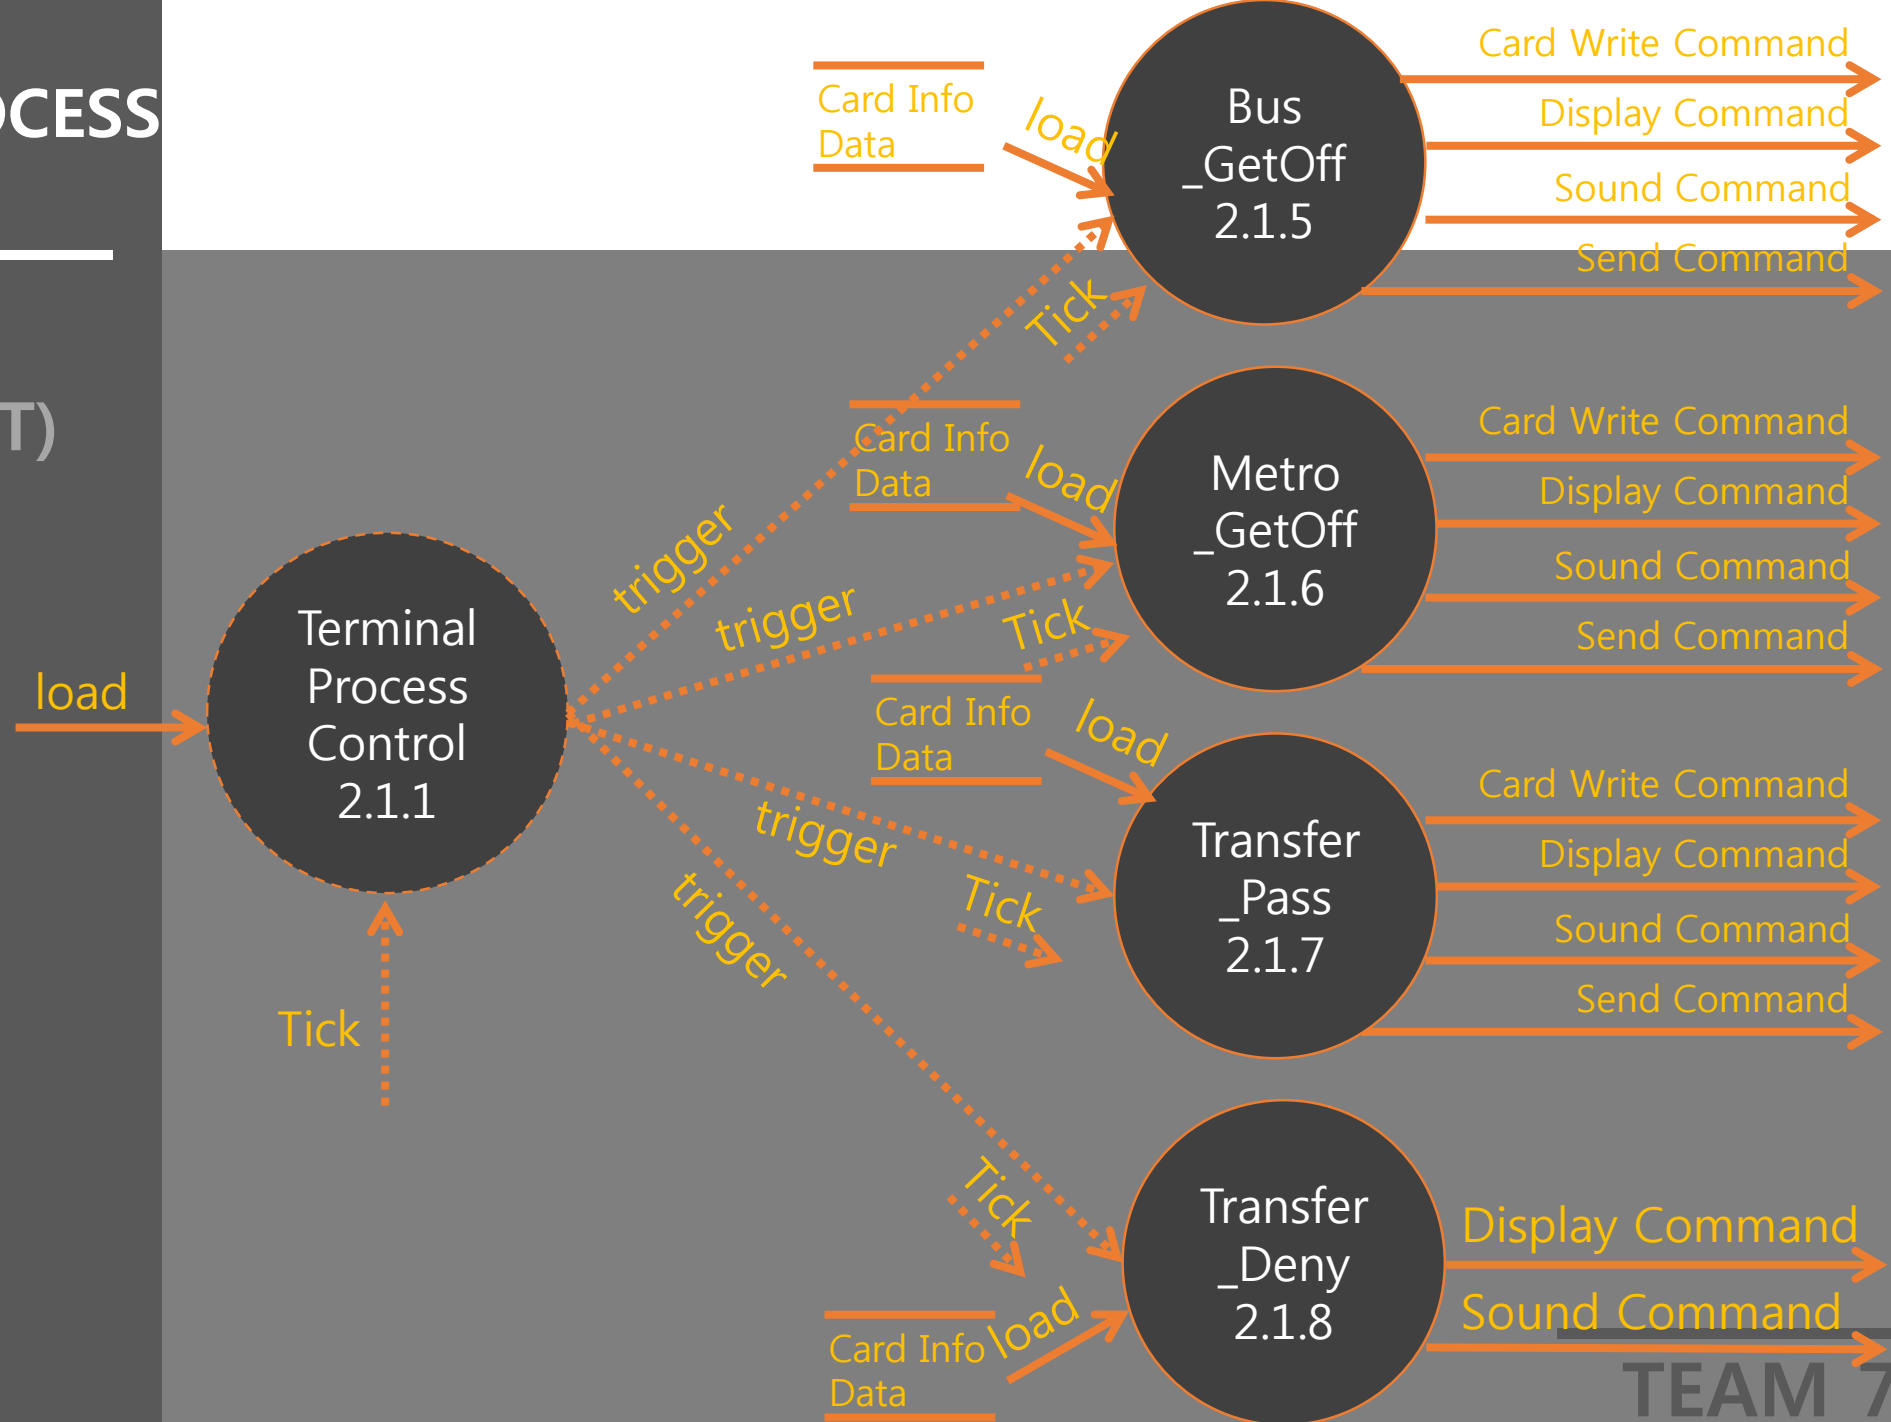 OCESS
T)
load
Terminal
Process
Control
2.1.1
Tick
trigger
trigger
trigger
trigger
Card Info
Data
load
Tick
Bus
_GetOff
2.1.5
Card Write Command
Display Command
Sound Command
Send Command
Card Info
Data
load
Tick
Metro
_GetOff
2.1.6
Card Write Command
Display Command
Sound Command
Send Command
Card Info
Data
load
Tick
Transfer
_Pass
2.1.7
Card Write Command
Display Command
Sound Command
Send Command
Tick
Card Info
Data
load
Transfer
_Deny
2.1.8
Display Command
Sound Command
TEAM 7